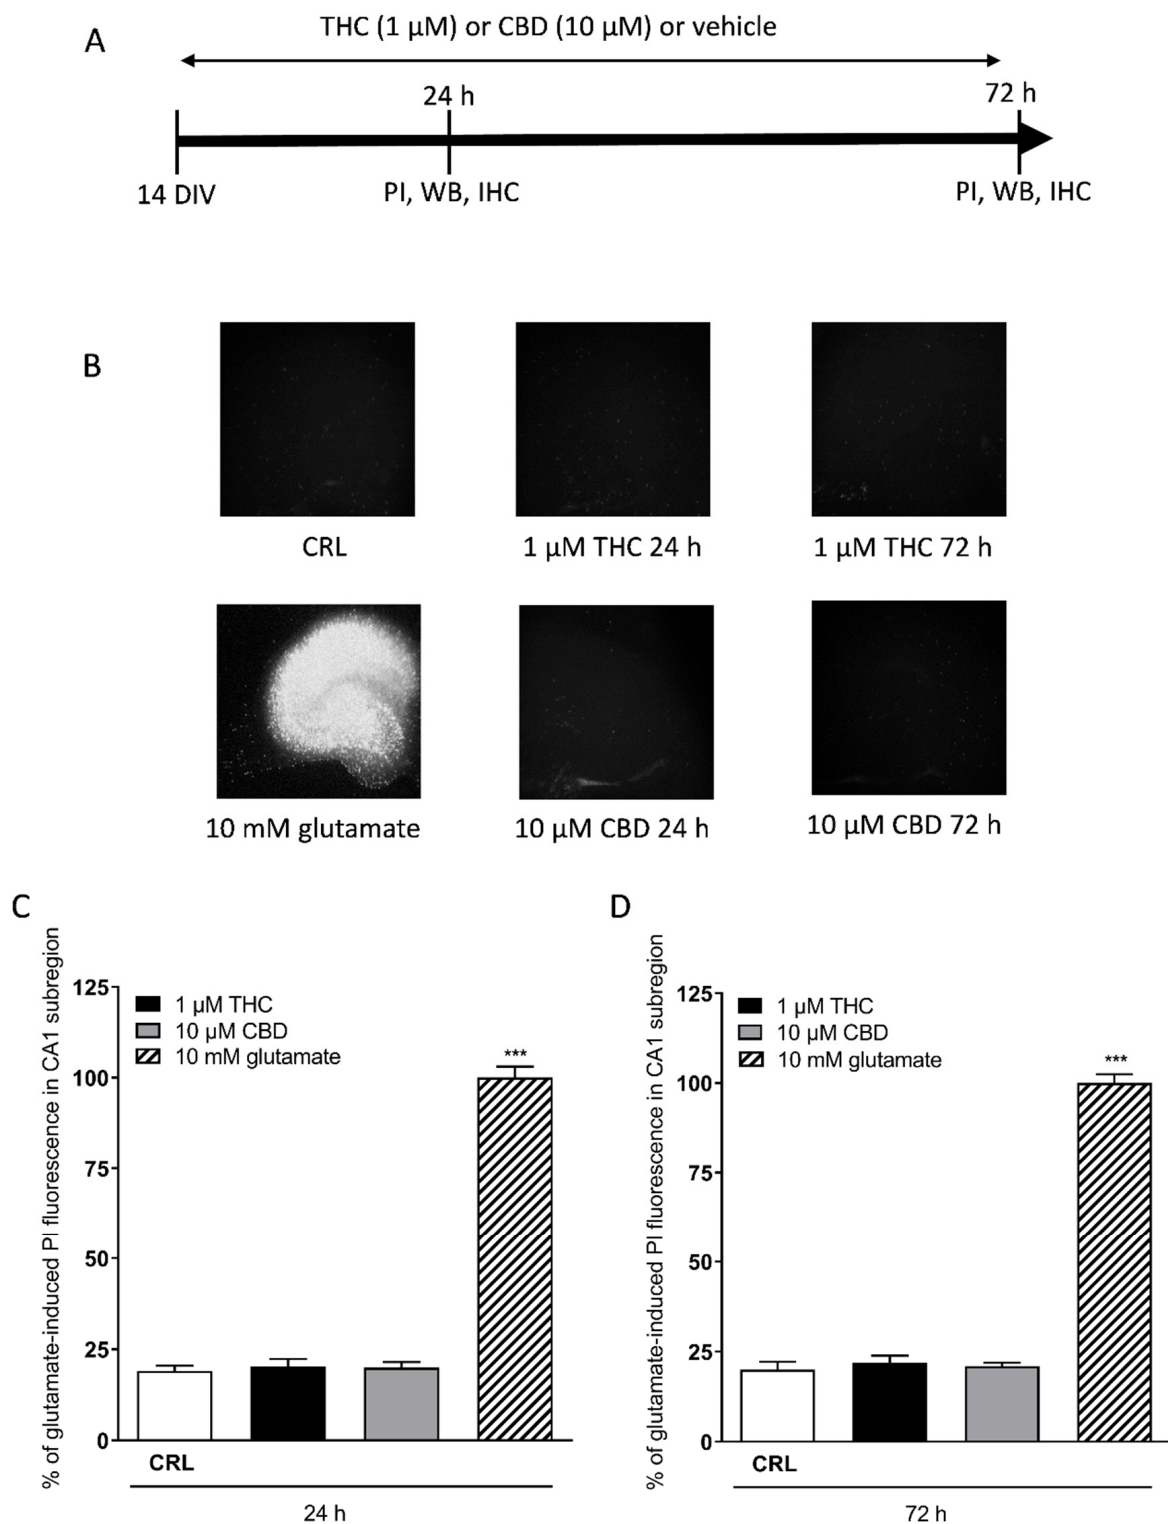 A
THC (1 µM) or CBD (10 µM) or vehicle
24 h
72 h
14 DIV
PI, WB, IHC
PI, WB, IHC
B
CRL
1 µM THC 24 h
1 µM THC 72 h
10 mM glutamate
10 µM CBD 24 h
10 µM CBD 72 h
C
% of glutamate-induced PI fluorescence in CA1 subregion
125
100
75
50
25
0
1 µM THC
10 µM CBD
10 mM glutamate
***
CRL
24 h
D
% of glutamate-induced PI fluorescence in CA1 subregion
125
100
75
50
25
0
1 µM THC
10 µM CBD
10 mM glutamate
***
CRL
72 h